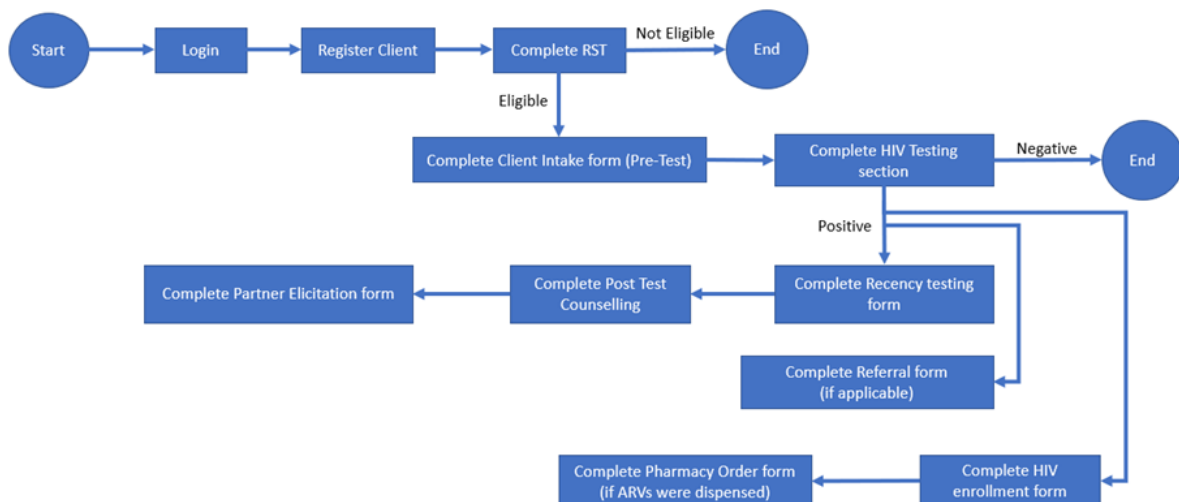 Start
Login
Register Client
Complete RST
Not Eligible
End
Eligible
Complete Client Intake form (Pre-Test)
Complete HIV Testing
section
Negative
End
Positive
Complete Partner Elicitation form
Complete Post Test
Counselling
Complete Recency testing
form
Complete Referral form
(if applicable)
Complete Pharmacy Order form
(if ARVs were dispensed)
Complete HIV
enrollment form